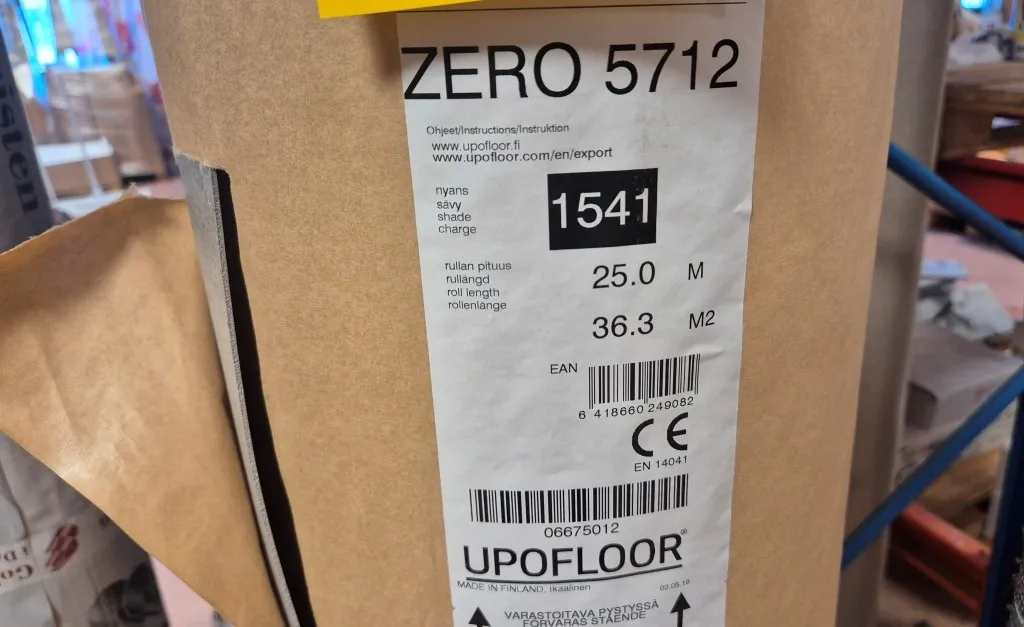 ZERO 5712
Ohjeet/Instructions/Instruktion
www.upofloor.fi
www.upofloor.com/en/export
nyans
sävy
shade
charge
1541
rullan pituus
rullängd
roll length
rollenlänge
25.0 M
36.3 M2
EAN
6 418660 249082
CE
EN 14041
06675012
UPOFLOOR®
MADE IN FINLAND, Ikaalinen 02.05.19
VARASTOITAVA PYSTYSSÄ
FÖRVARAS STÅENDE